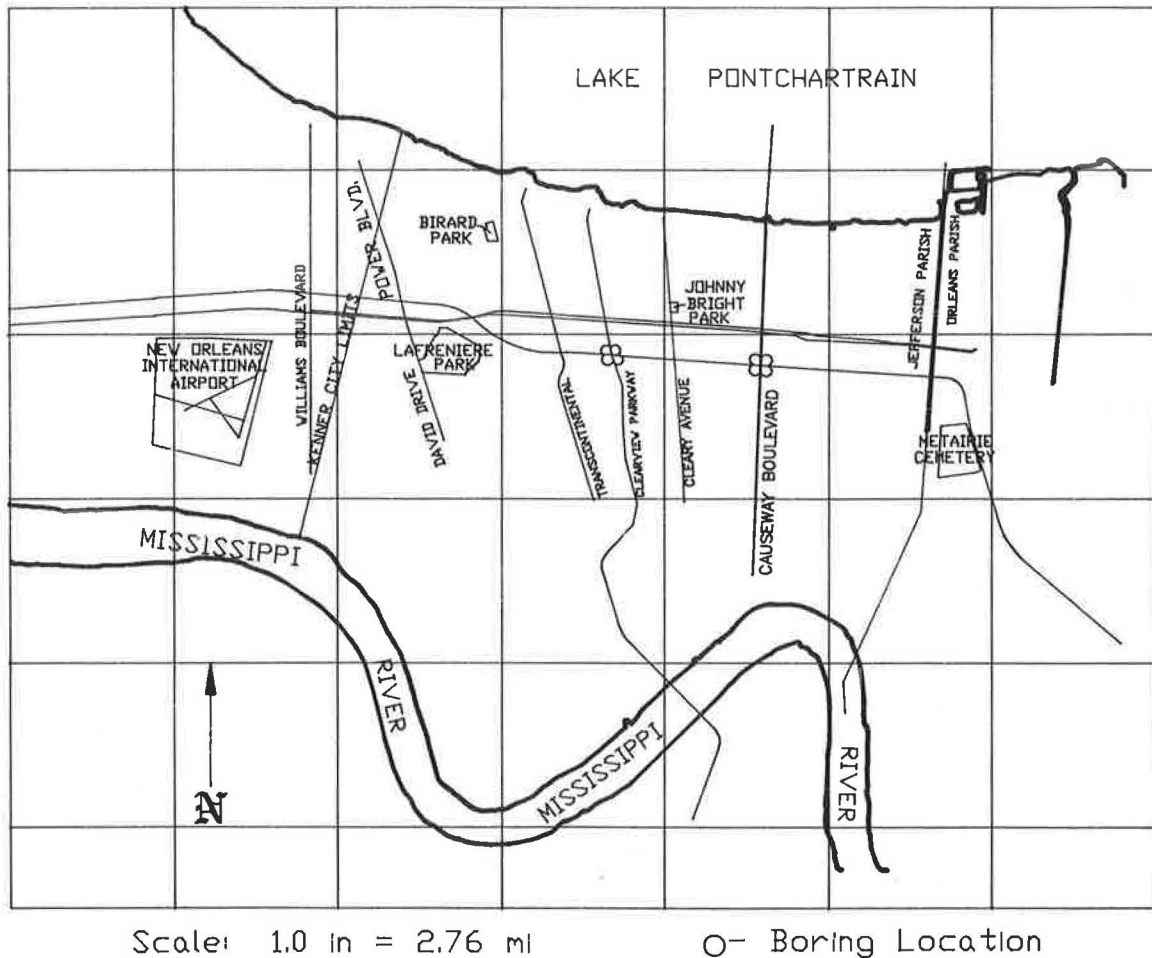 LAKE PONTCHARTRAIN
POWER BLVD.
BIRARD
PARK
JEFFERSON PARISH
ORLEANS PARISH
JOHNNY
BRIGHT
PARK
WILLIAMS BOULEVARD
KENNER CITY LIMITS
NEW ORLEANS
INTERNATIONAL
AIRPORT
LAFRENIERE
PARK
DAVID DRIVE
TRANSCONTINENTAL
CLEARVIEW PARKWAY
CLEARY AVENUE
CAUSEWAY BOULEVARD
METAIRIE
CEMETERY
MISSISSIPPI
RIVER
MISSISSIPPI
RIVER
N
Scale: 1.0 in = 2.76 mi
O- Boring Location